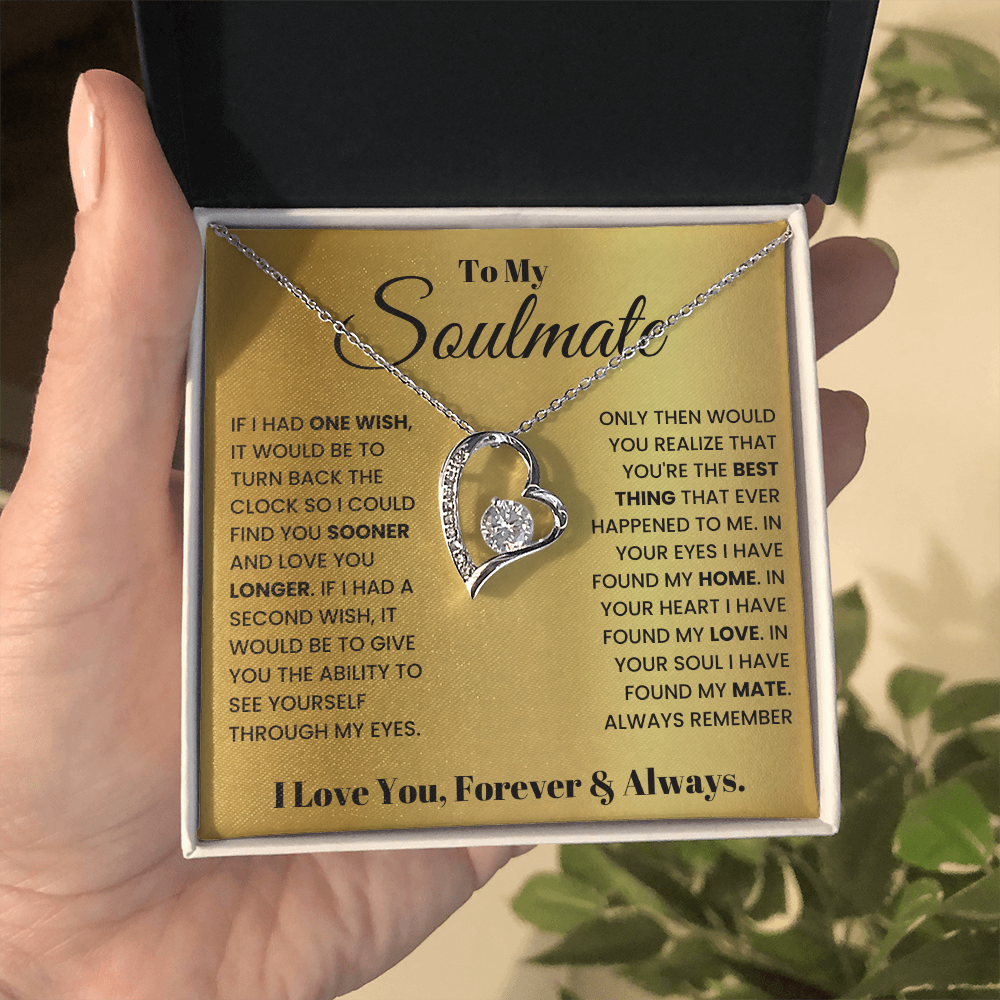 To My
Soulmate
IF I HAD ONE WISH,
IT WOULD BE TO
TURN BACK THE
CLOCK SO I COULD
FIND YOU SOONER
AND LOVE YOU
LONGER. IF I HAD A
SECOND WISH, IT
WOULD BE TO GIVE
YOU THE ABILITY TO
SEE YOURSELF
THROUGH MY EYES.
ONLY THEN WOULD
YOU REALIZE THAT
YOU'RE THE BEST
THING THAT EVER
HAPPENED TO ME. IN
YOUR EYES I HAVE
FOUND MY HOME. IN
YOUR HEART I HAVE
FOUND MY LOVE. IN
YOUR SOUL I HAVE
FOUND MY MATE.
ALWAYS REMEMBER
I Love You, Forever & Always.